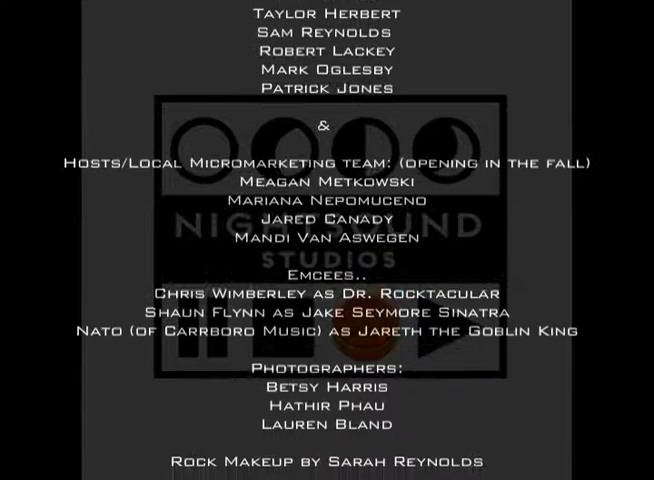 Taylor Herbert
Sam Reynolds
Robert Lackey
Mark Oglesby
Patrick Jones
&
Hosts/Local Micromarketing team: (opening in the fall)
Meagan Metkowski
Mariana Nepomuceno
Jared Canady
Mandi Van Aswegen
NIGHTSOUND
STUDIOS
Emcees..
Chris Wimberley as Dr. Rocktacular
Shaun Flynn as Jake Seymore Sinatra
Nato (of Carrboro Music) as Jareth the Goblin King
Photographers:
Betsy Harris
Hathir Phau
Lauren Bland
Rock Makeup by Sarah Reynolds